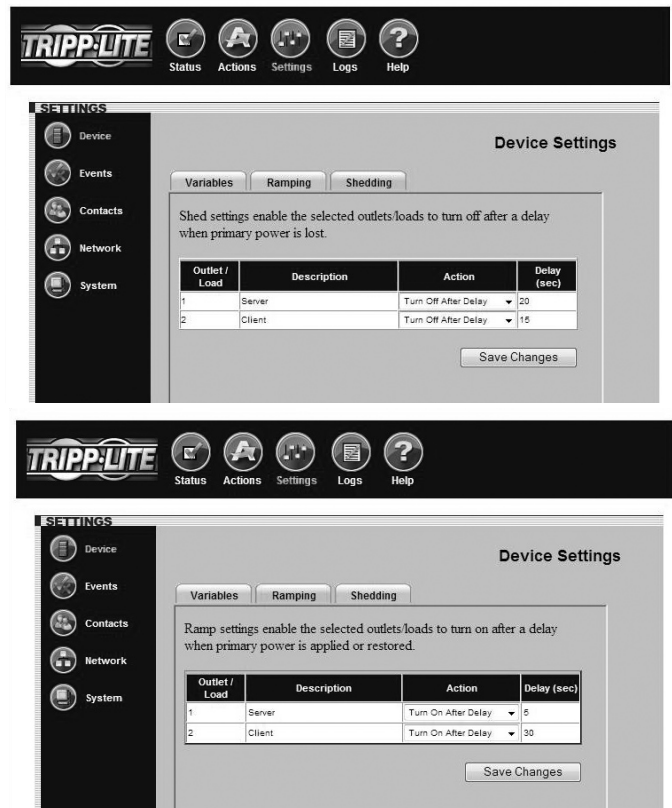 TRIPP·LITE
Status Actions Settings Logs Help
SETTINGS
Device
Events
Contacts
Network
System
Device Settings
Variables Ramping Shedding
Shed settings enable the selected outlets/loads to turn off after a delay
when primary power is lost.
Outlet / Load Description Action Delay (sec)
1 Server Turn Off After Delay 20
2 Client Turn Off After Delay 15
Save Changes
TRIPP·LITE
Status Actions Settings Logs Help
SETTINGS
Device
Events
Contacts
Network
System
Device Settings
Variables Ramping Shedding
Ramp settings enable the selected outlets/loads to turn on after a delay
when primary power is applied or restored.
Outlet / Load Description Action Delay (sec)
1 Server Turn On After Delay 5
2 Client Turn On After Delay 30
Save Changes